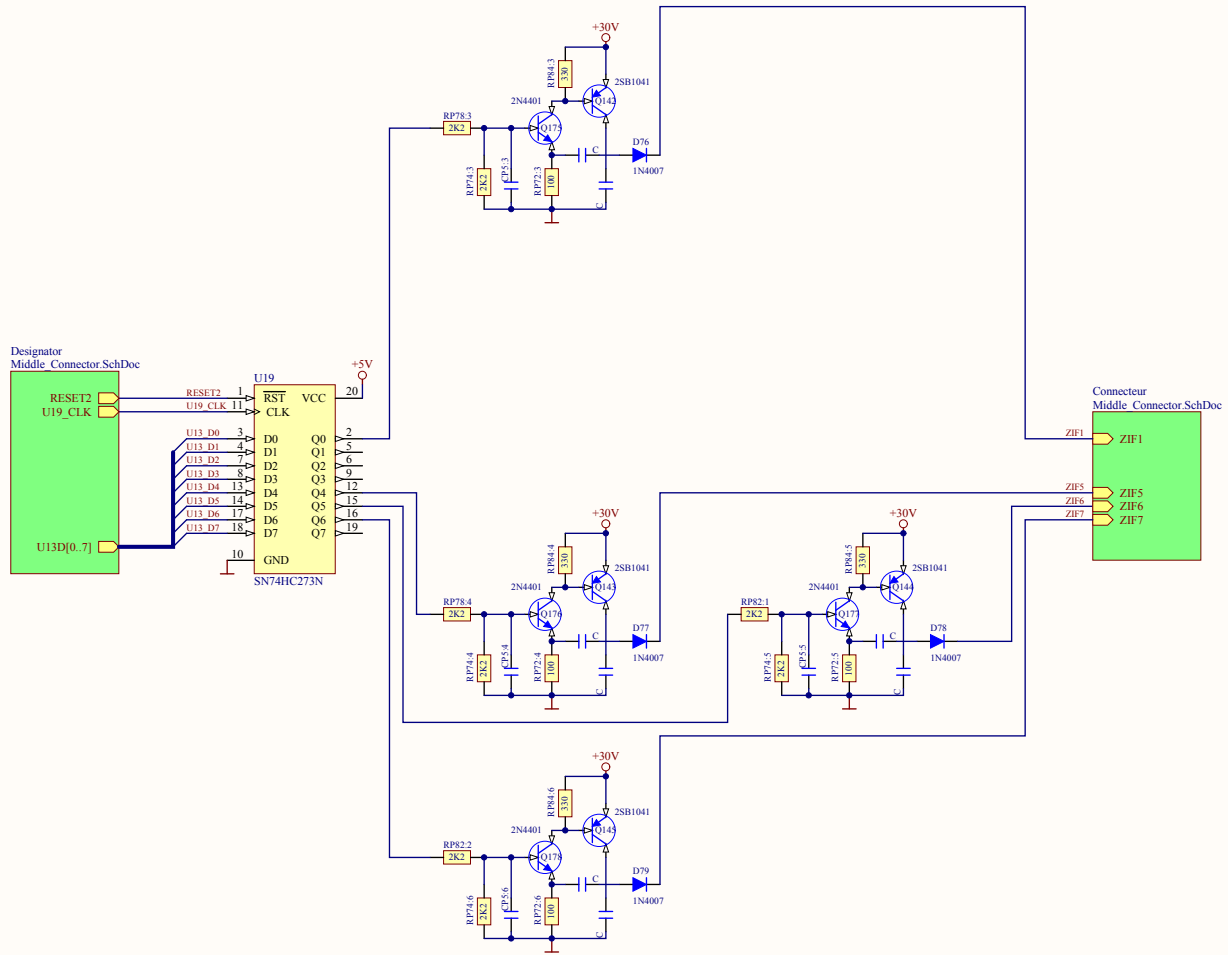 +30V
RP84:3
330
2SB1041
2N4401
Q142
RP78:3
2K2
Q175
C
D76
1N4007
RP74:3
2K2
CP5:3
RP72:3
100
C
Designator
Middle_Connector.SchDoc
RESET2
U19_CLK
U13D[0..7]
RESET2
U19_CLK
U13_D0
U13_D1
U13_D2
U13_D3
U13_D4
U13_D5
U13_D6
U13_D7
+5V
U19
1 RST VCC 20
11 CLK
3 D0 Q0 2
4 D1 Q1 5
7 D2 Q2 6
8 D3 Q3 9
13 D4 Q4 12
14 D5 Q5 15
17 D6 Q6 16
18 D7 Q7 19
10 GND
SN74HC273N
Connecteur
Middle_Connector.SchDoc
ZIF1 ZIF1
ZIF5 ZIF5
ZIF6 ZIF6
ZIF7 ZIF7
+30V
RP84:4
330
2SB1041
2N4401
Q143
RP78:4
2K2
Q176
C
D77
1N4007
RP74:4
2K2
CP5:4
RP72:4
100
C
+30V
RP84:5
330
2SB1041
2N4401
Q144
RP82:1
2K2
Q177
C
D78
1N4007
RP74:5
2K2
CP5:5
RP72:5
100
C
+30V
RP84:6
330
2SB1041
2N4401
Q145
RP82:2
2K2
Q178
C
D79
1N4007
RP74:6
2K2
CP5:6
RP72:6
100
C